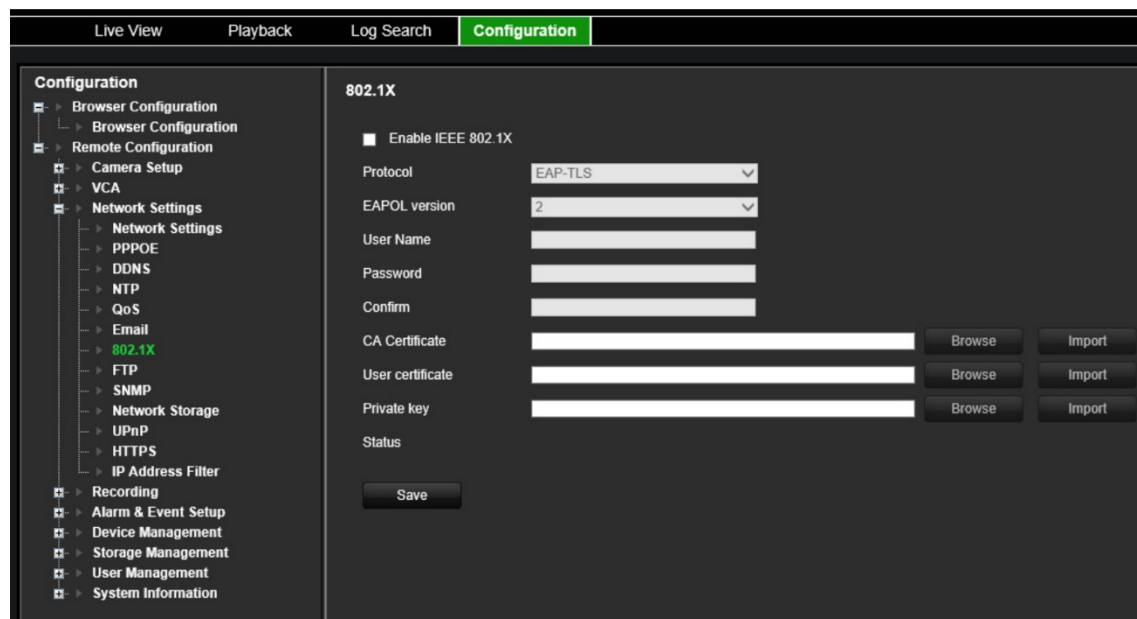 Live View Playback Log Search Configuration
Configuration
Browser Configuration
Browser Configuration
Remote Configuration
Camera Setup
VCA
Network Settings
Network Settings
PPPOE
DDNS
NTP
QoS
Email
802.1X
FTP
SNMP
Network Storage
UPnP
HTTPS
IP Address Filter
Recording
Alarm & Event Setup
Device Management
Storage Management
User Management
System Information
802.1X
Enable IEEE 802.1X
Protocol EAP-TLS
EAPOL version 2
User Name
Password
Confirm
CA Certificate Browse Import
User certificate Browse Import
Private key Browse Import
Status
Save